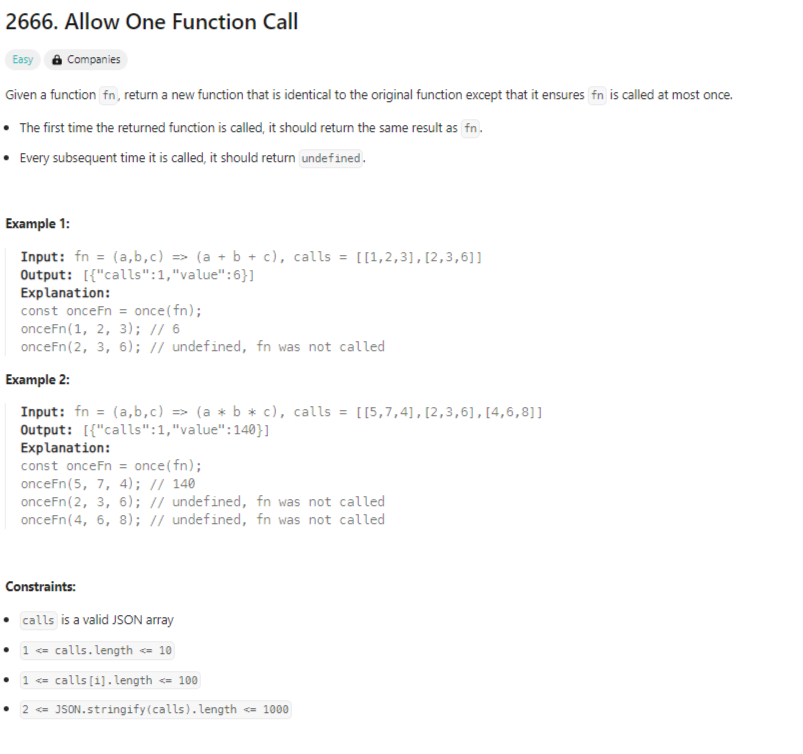 2666. Allow One Function Call
Easy Companies
Given a function fn, return a new function that is identical to the original function except that it ensures fn is called at most once.
• The first time the returned function is called, it should return the same result as fn.
• Every subsequent time it is called, it should return undefined.
Example 1:
Input: fn = (a,b,c) => (a + b + c), calls = [[1,2,3],[2,3,6]]
Output: [{"calls":1,"value":6}]
Explanation:
const onceFn = once(fn);
onceFn(1, 2, 3); // 6
onceFn(2, 3, 6); // undefined, fn was not called
Example 2:
Input: fn = (a,b,c) => (a * b * c), calls = [[5,7,4],[2,3,6],[4,6,8]]
Output: [{"calls":1,"value":140}]
Explanation:
const onceFn = once(fn);
onceFn(5, 7, 4); // 140
onceFn(2, 3, 6); // undefined, fn was not called
onceFn(4, 6, 8); // undefined, fn was not called
Constraints:
• calls is a valid JSON array
• 1 <= calls.length <= 10
• 1 <= calls[i].length <= 100
• 2 <= JSON.stringify(calls).length <= 1000